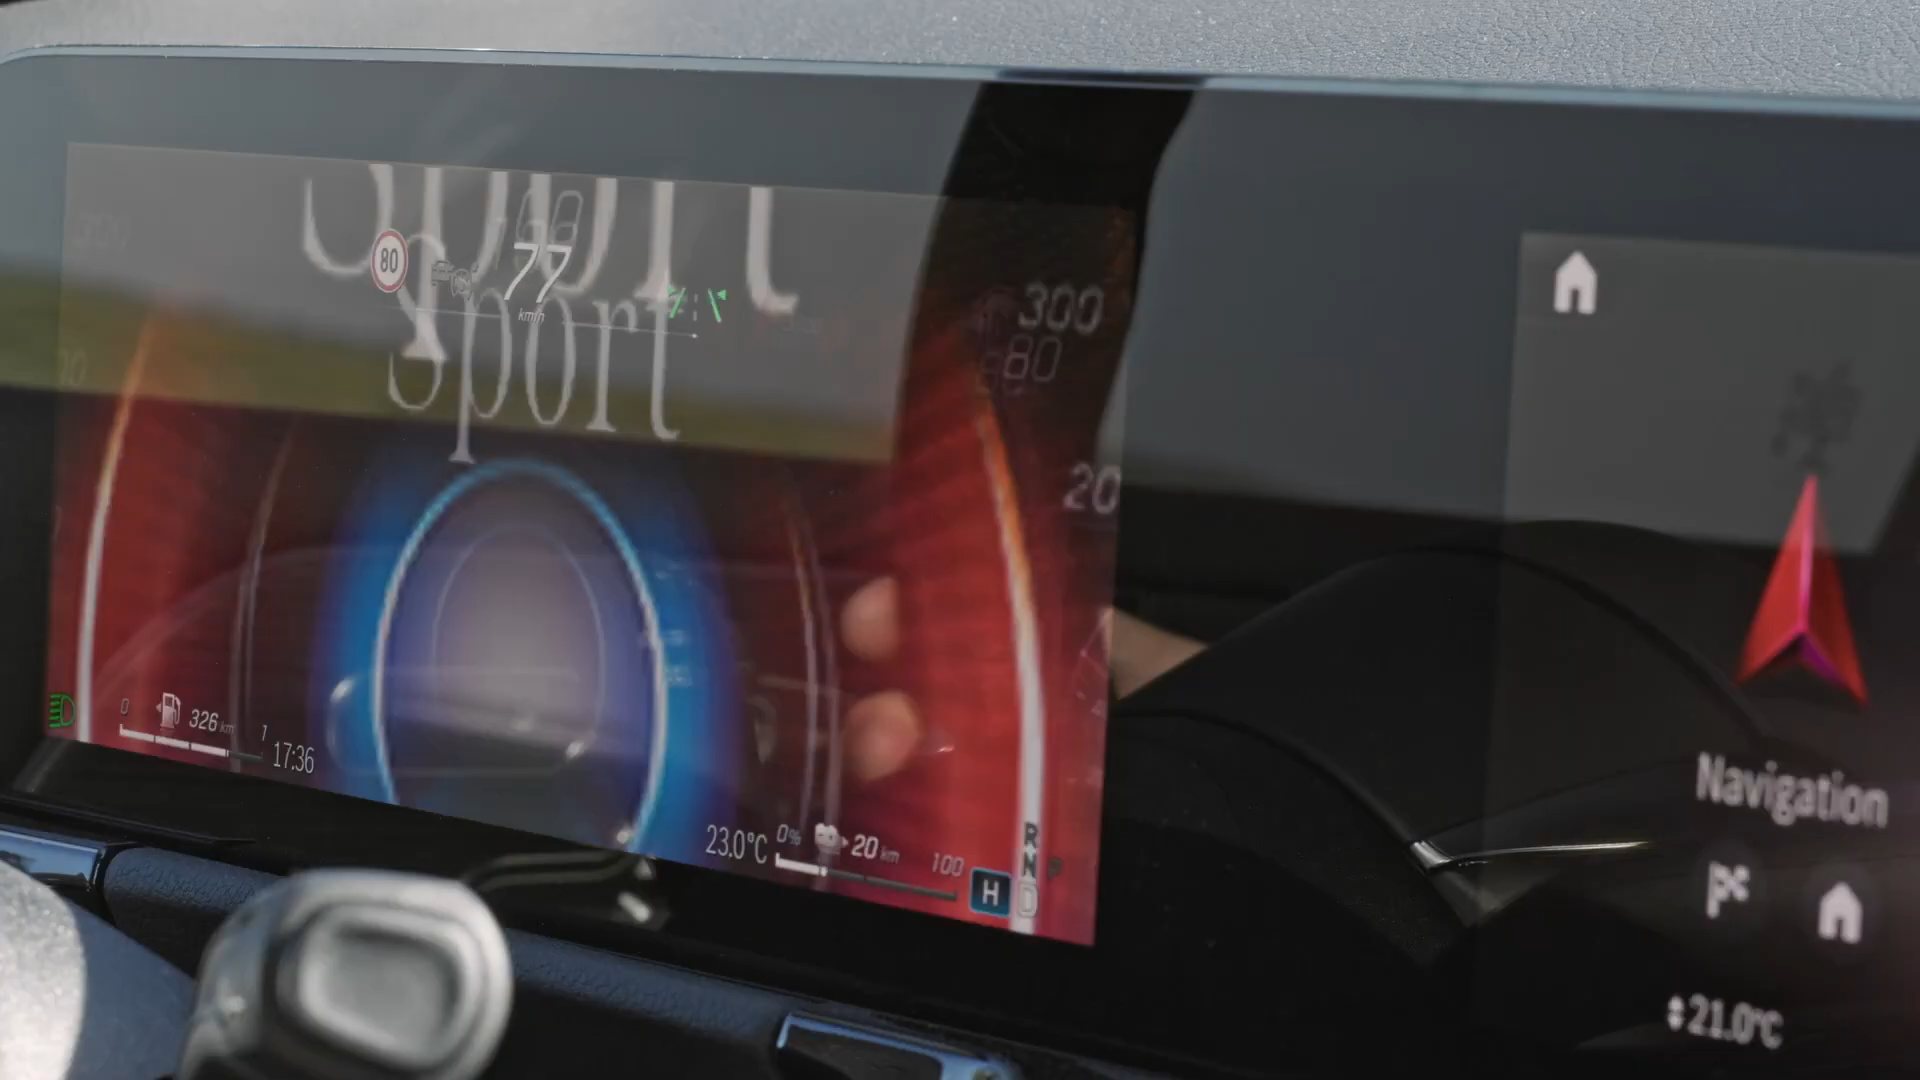 Sport
80
77
km/h
Sport
300
80
20
0
326 km
1
17:36
23.0°C
0%
20 km
100
H
R
N
D
P
Navigation
21.0°C